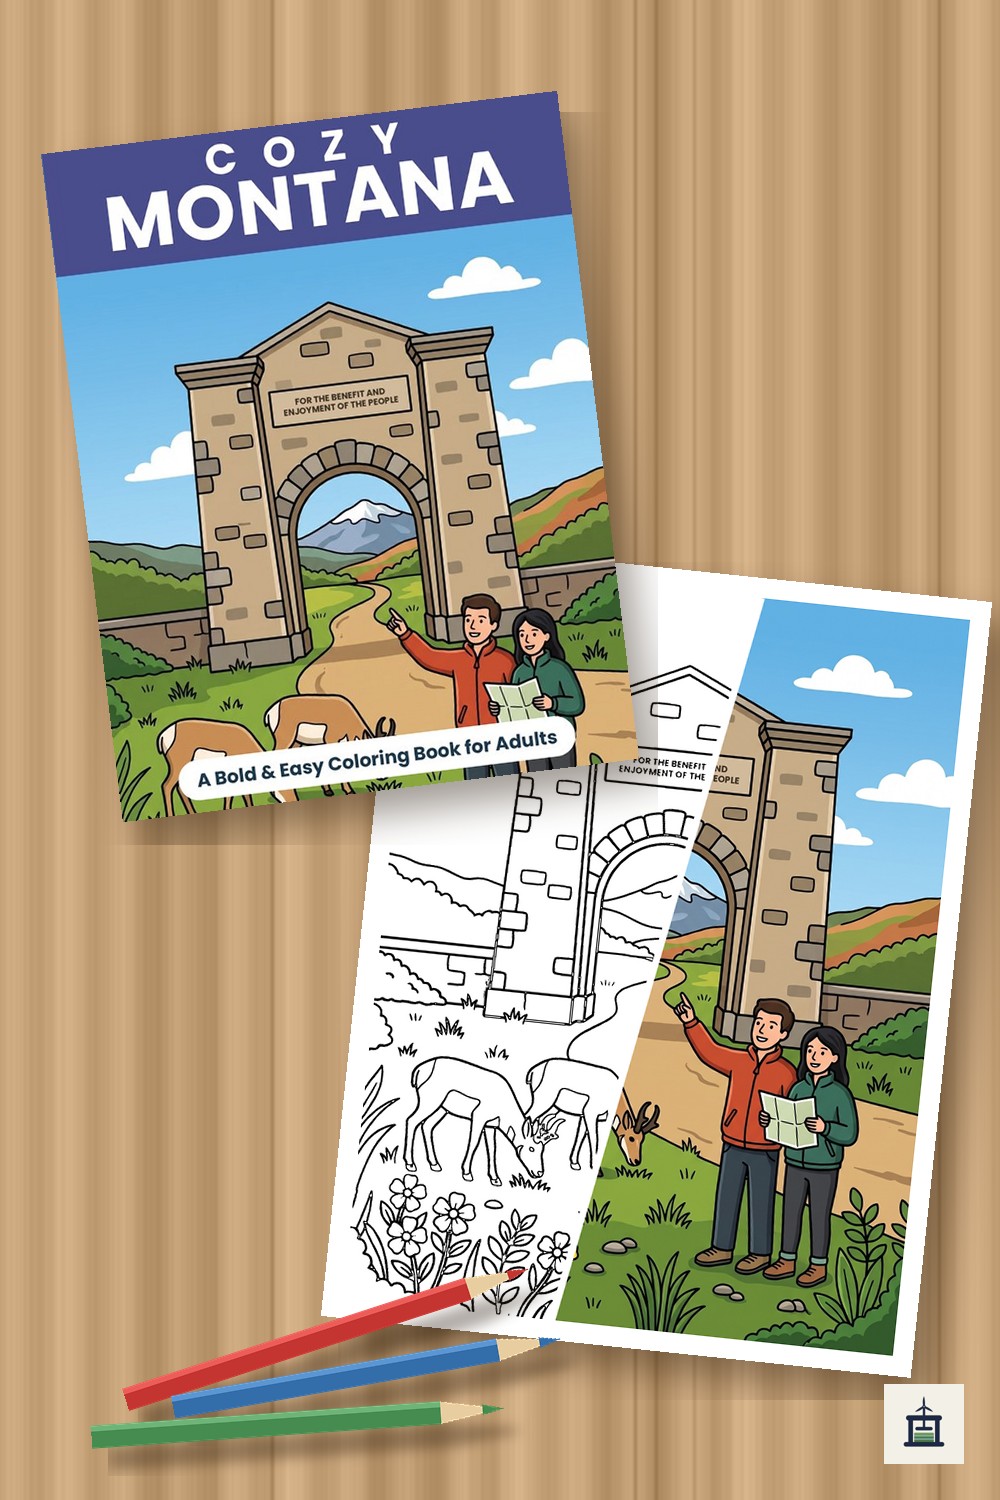 COZY
MONTANA
FOR THE BENEFIT AND
ENJOYMENT OF THE PEOPLE
A Bold & Easy Coloring Book for Adults
FOR THE BENEFIT AND
ENJOYMENT OF THE PEOPLE